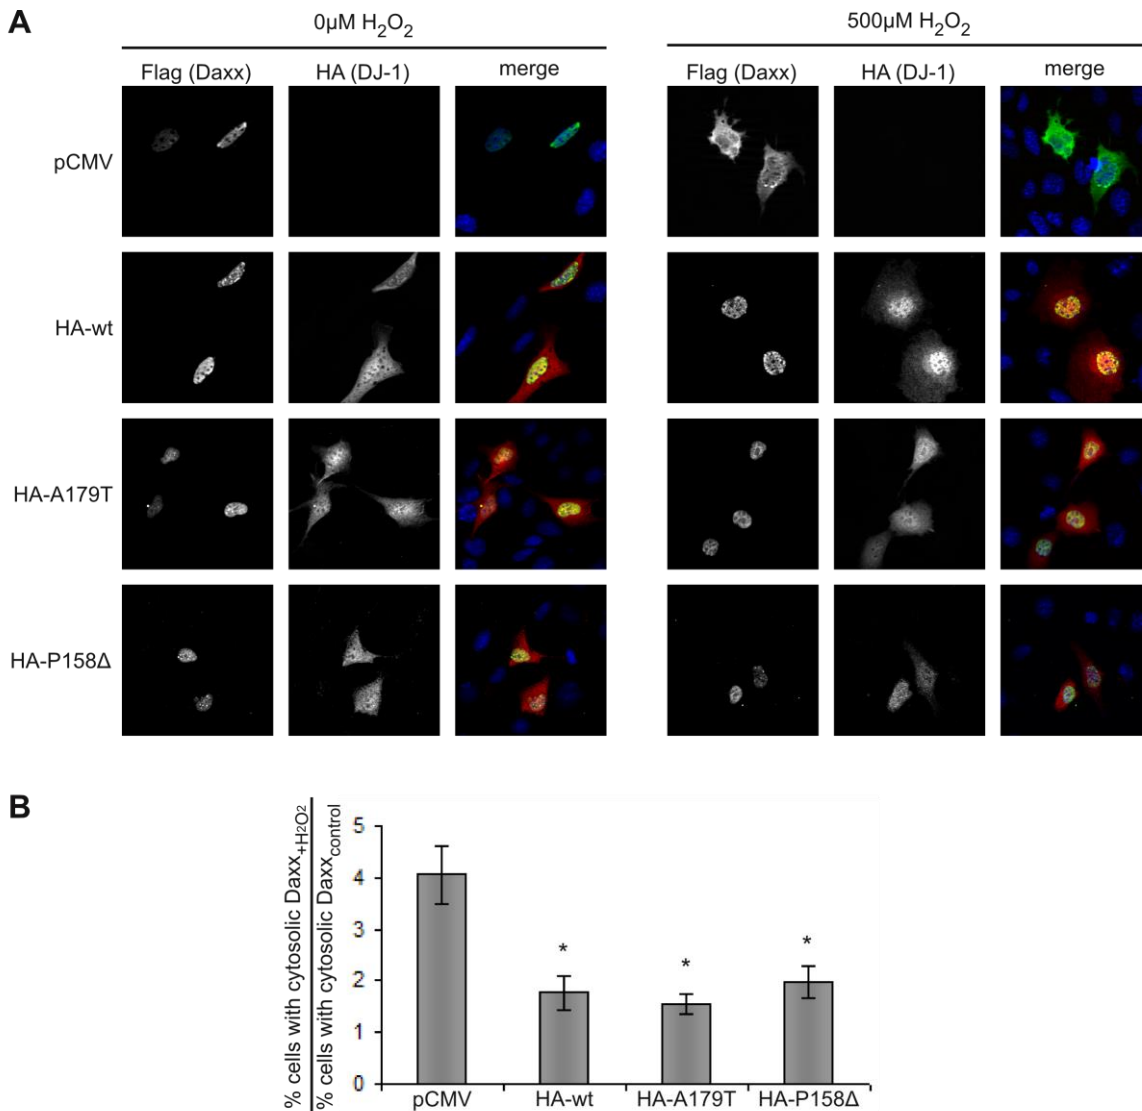 A
0µM H₂O₂
500µM H₂O₂
Flag (Daxx) HA (DJ-1) merge
Flag (Daxx) HA (DJ-1) merge
pCMV
HA-wt
HA-A179T
HA-P158Δ
B
% cells with cytosolic Daxx+H2O2
% cells with cytosolic Daxxcontrol
5
4
3
2
1
0
* * *
pCMV HA-wt HA-A179T HA-P158Δ